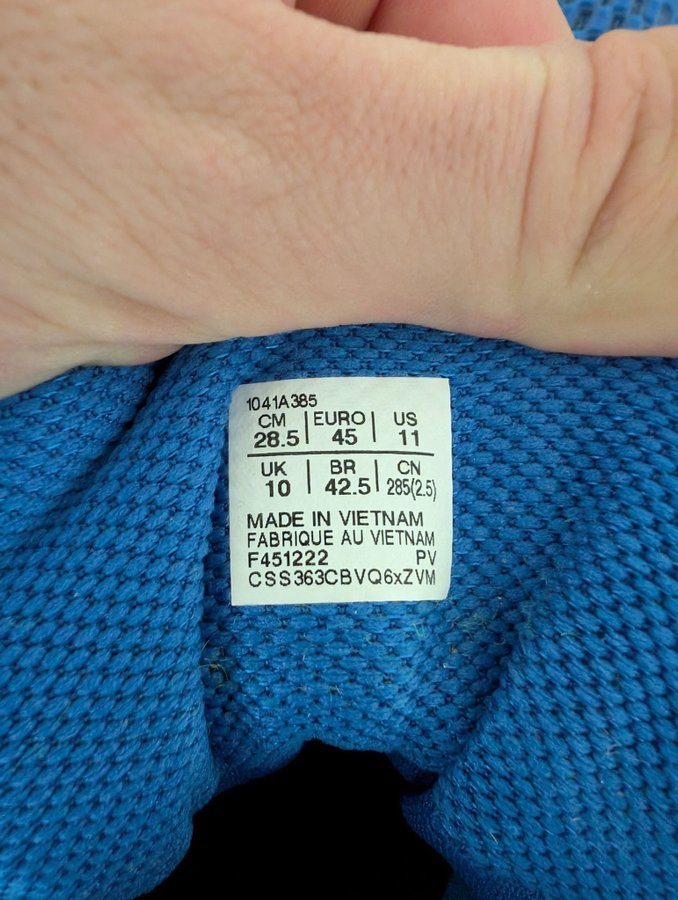 1041A385
CM EURO US
28.5 45 11
UK BR CN
10 42.5 285(2.5)
MADE IN VIETNAM
FABRIQUE AU VIETNAM
F451222 PV
CSS363CBVQ6xZVM